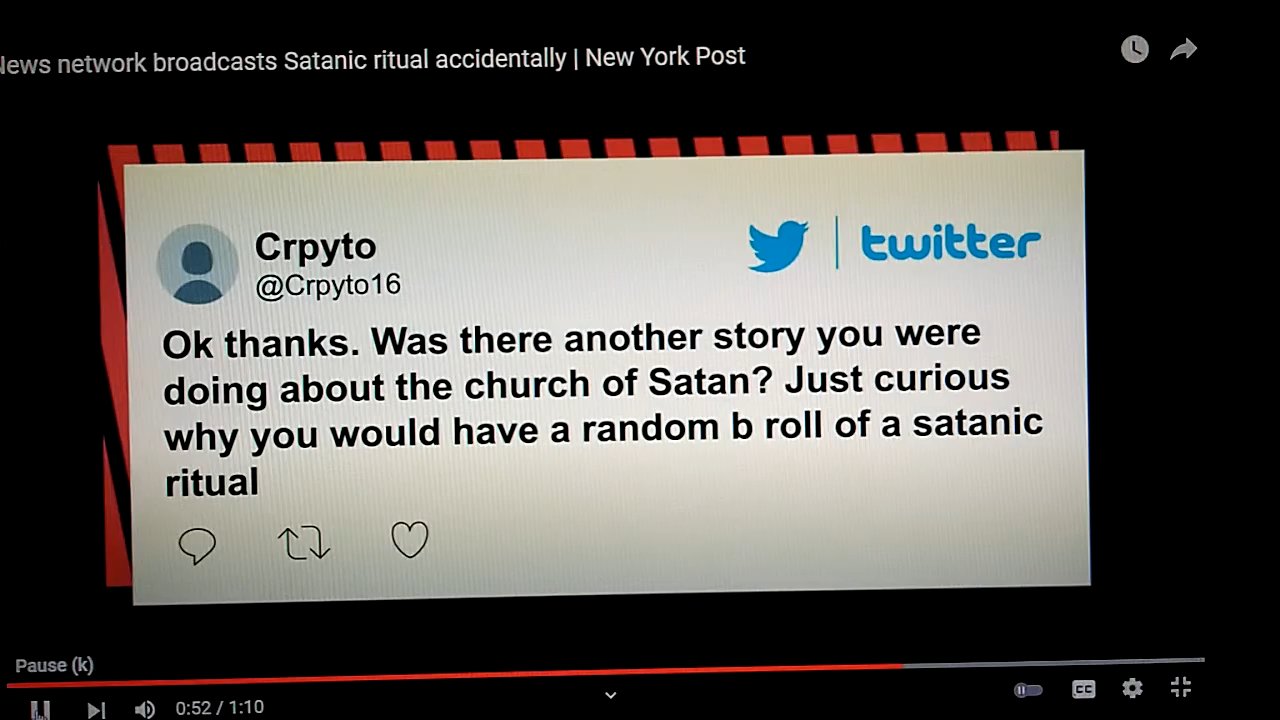 News network broadcasts Satanic ritual accidentally | New York Post
Crpyto
@Crpyto16
twitter
Ok thanks. Was there another story you were
doing about the church of Satan? Just curious
why you would have a random b roll of a satanic
ritual
Pause (k)
0:52 / 1:10
CC